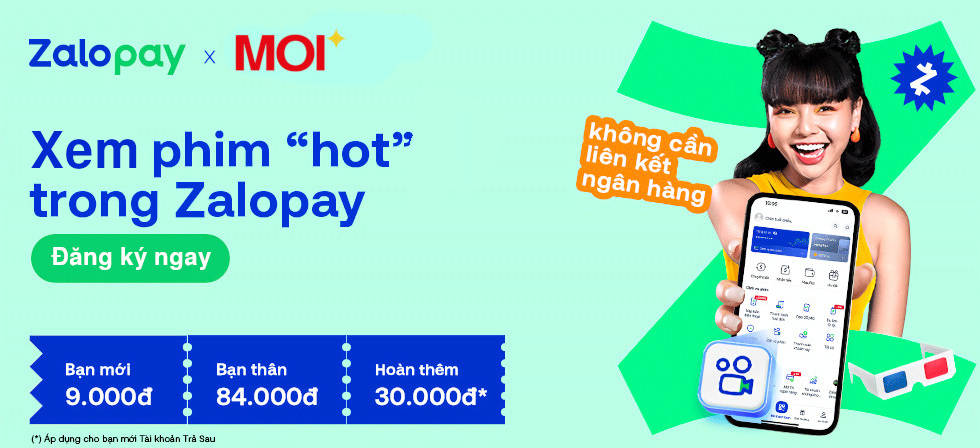 Zalopay x MOI
Xem phim “hot”
trong Zalopay
Đăng ký ngay
không cần
liên kết
ngân hàng
Bạn mới
9.000đ
Bạn thân
84.000đ
Hoàn thêm
30.000đ*
(*) Áp dụng cho bạn mới Tài khoản Trả Sau